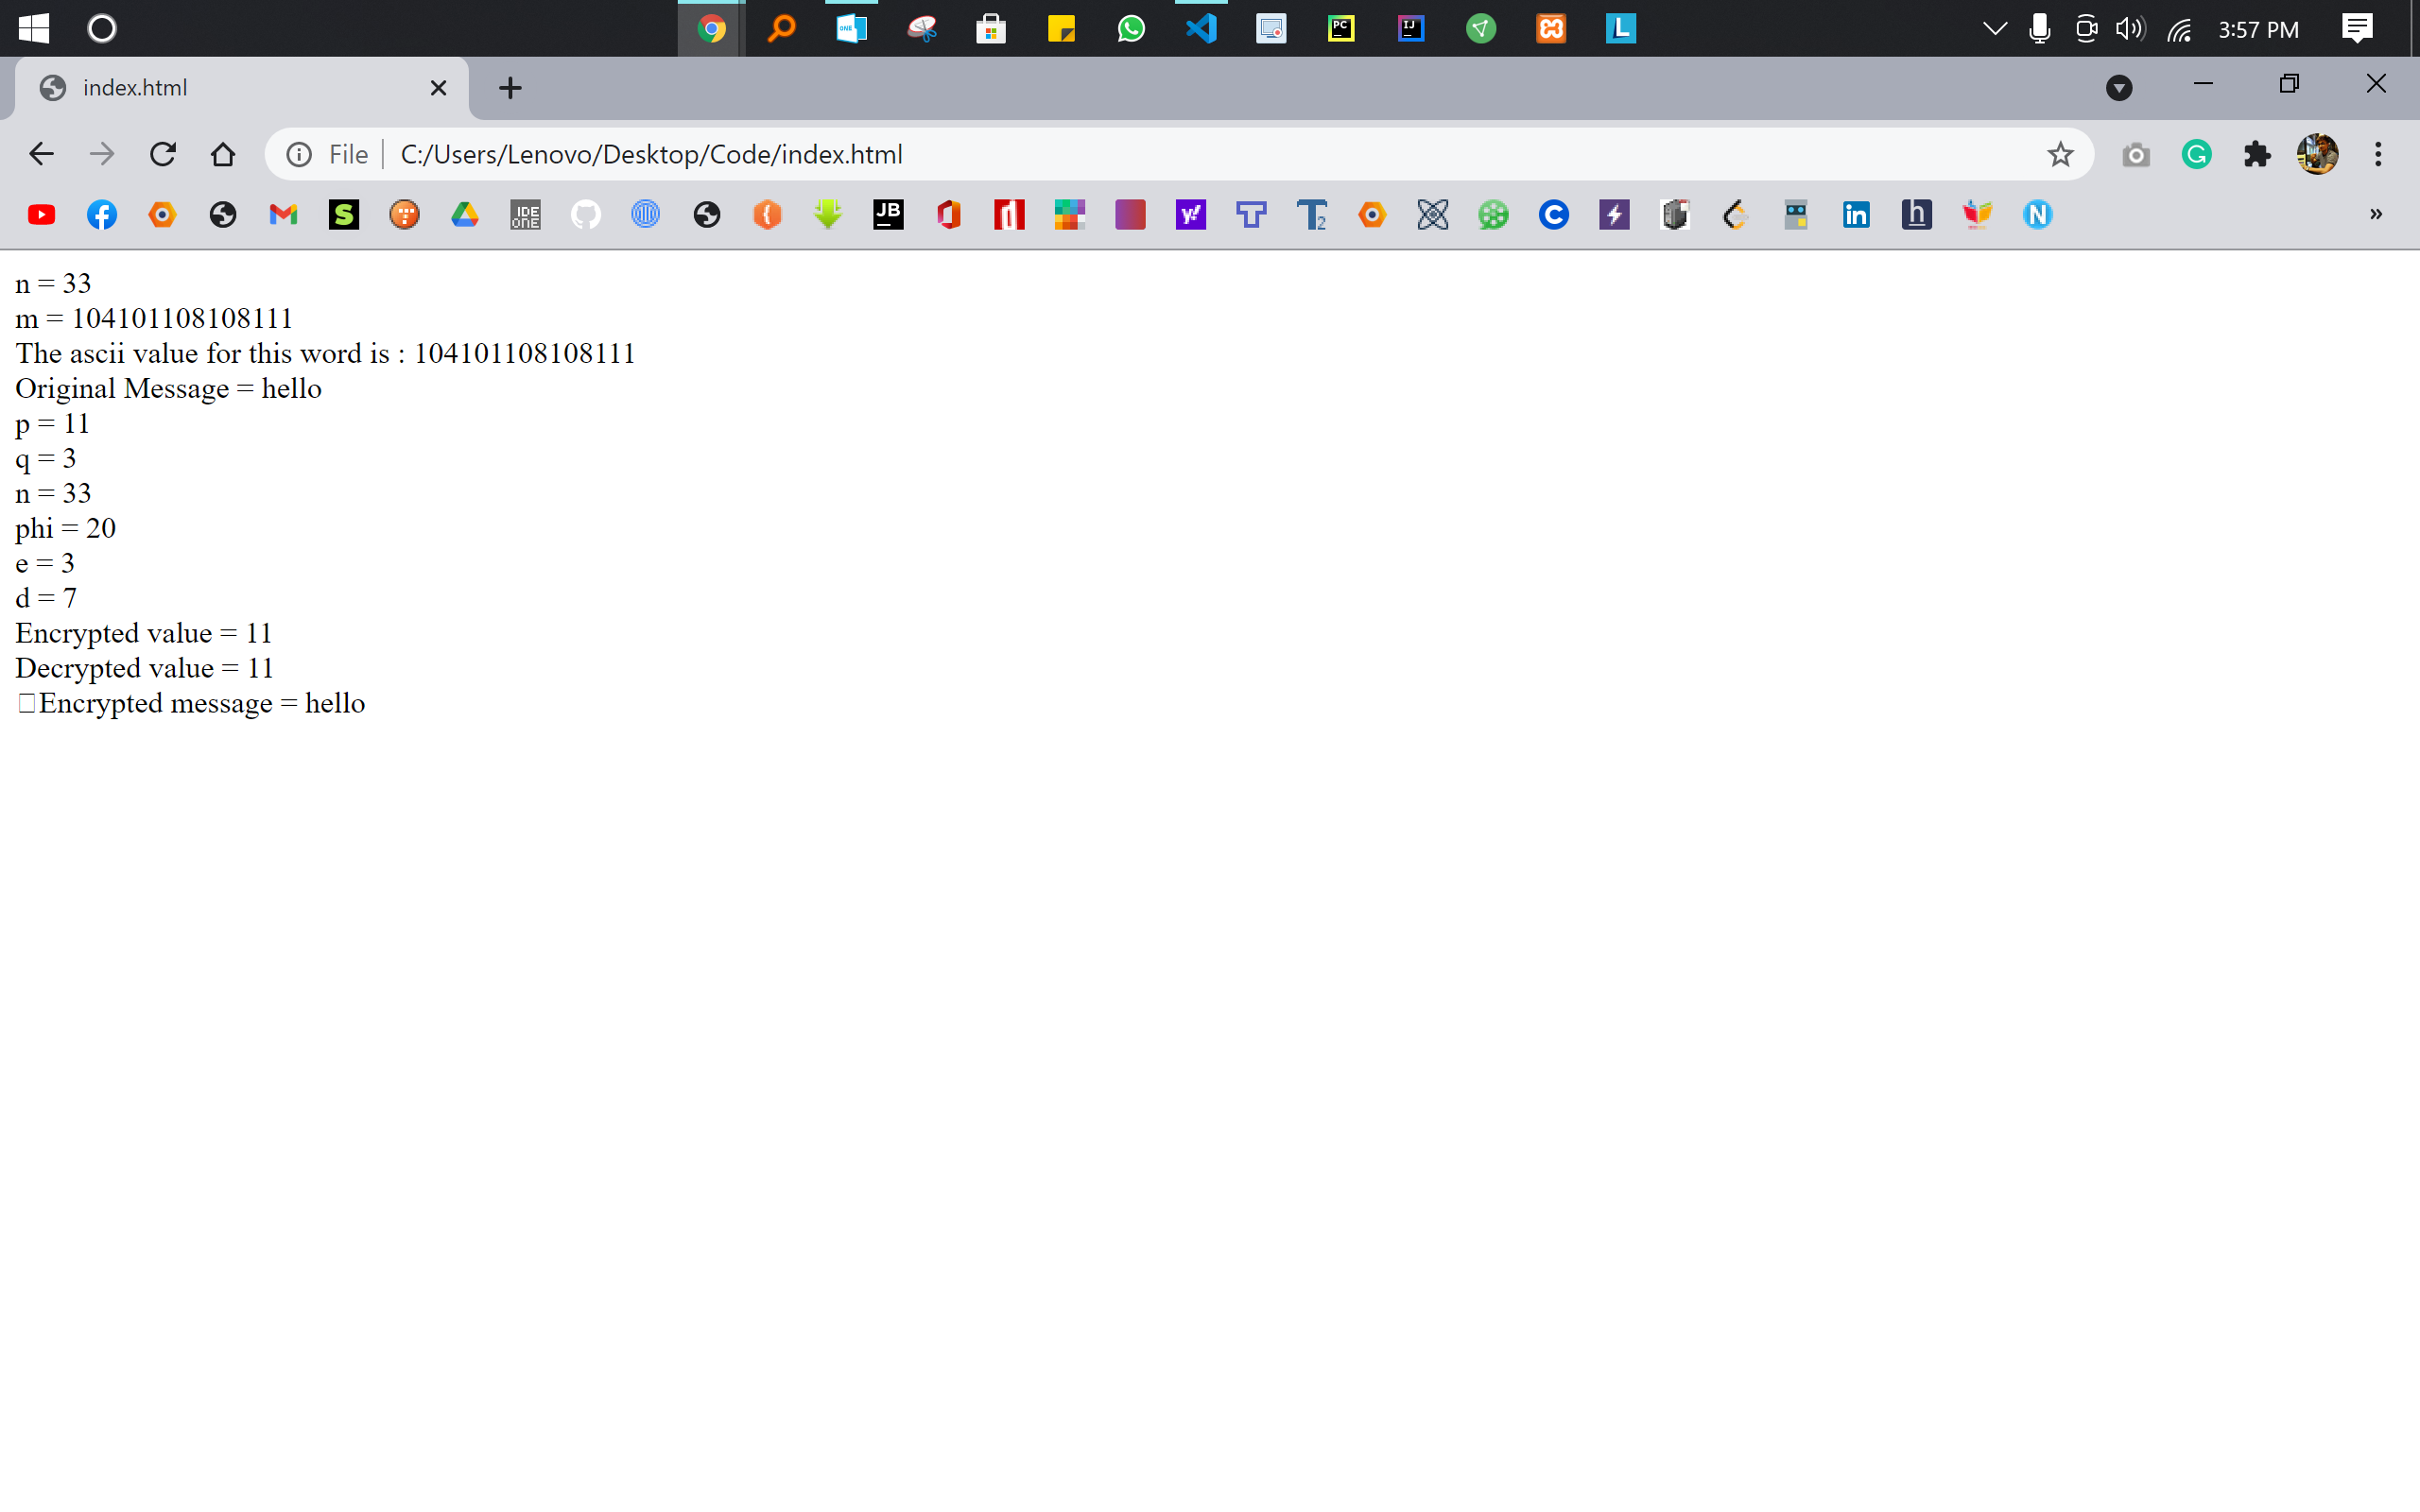 3:57 PM
index.html
File C:/Users/Lenovo/Desktop/Code/index.html
n = 33
m = 104101108108111
The ascii value for this word is : 104101108108111
Original Message = hello
p = 11
q = 3
n = 33
phi = 20
e = 3
d = 7
Encrypted value = 11
Decrypted value = 11
Encrypted message = hello